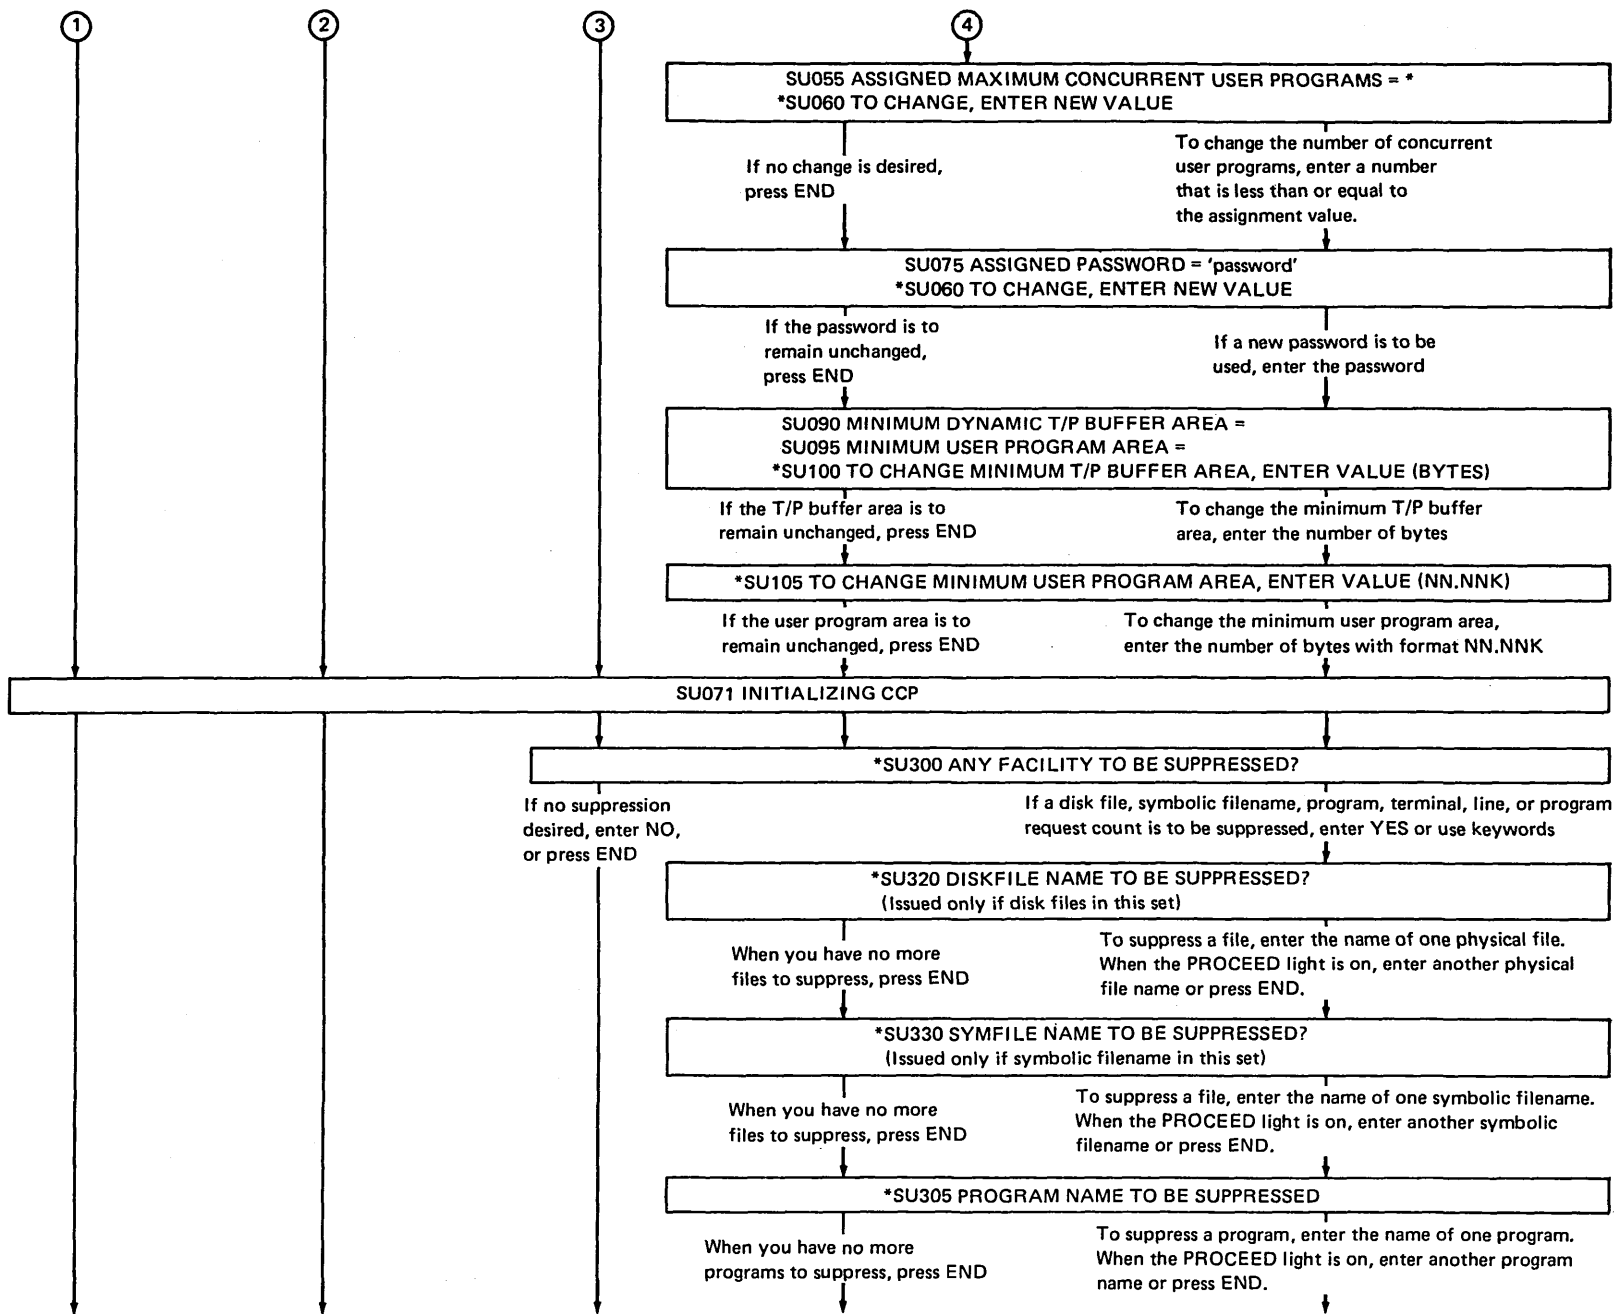 1
2
3
4
SU055 ASSIGNED MAXIMUM CONCURRENT USER PROGRAMS = *
*SU060 TO CHANGE, ENTER NEW VALUE
If no change is desired,
press END
To change the number of concurrent
user programs, enter a number
that is less than or equal to
the assignment value.
SU075 ASSIGNED PASSWORD = 'password'
*SU060 TO CHANGE, ENTER NEW VALUE
If the password is to
remain unchanged,
press END
If a new password is to be
used, enter the password
SU090 MINIMUM DYNAMIC T/P BUFFER AREA =
SU095 MINIMUM USER PROGRAM AREA =
*SU100 TO CHANGE MINIMUM T/P BUFFER AREA, ENTER VALUE (BYTES)
If the T/P buffer area is to
remain unchanged, press END
To change the minimum T/P buffer
area, enter the number of bytes
*SU105 TO CHANGE MINIMUM USER PROGRAM AREA, ENTER VALUE (NN.NNK)
If the user program area is to
remain unchanged, press END
To change the minimum user program area,
enter the number of bytes with format NN.NNK
SU071 INITIALIZING CCP
*SU300 ANY FACILITY TO BE SUPPRESSED?
If no suppression
desired, enter NO,
or press END
If a disk file, symbolic filename, program, terminal, line, or program
request count is to be suppressed, enter YES or use keywords
*SU320 DISKFILE NAME TO BE SUPPRESSED?
(Issued only if disk files in this set)
When you have no more
files to suppress, press END
To suppress a file, enter the name of one physical file.
When the PROCEED light is on, enter another physical
file name or press END.
*SU330 SYMFILE NAME TO BE SUPPRESSED?
(Issued only if symbolic filename in this set)
When you have no more
files to suppress, press END
To suppress a file, enter the name of one symbolic filename.
When the PROCEED light is on, enter another symbolic
filename or press END.
*SU305 PROGRAM NAME TO BE SUPPRESSED
When you have no more
programs to suppress, press END
To suppress a program, enter the name of one program.
When the PROCEED light is on, enter another program
name or press END.